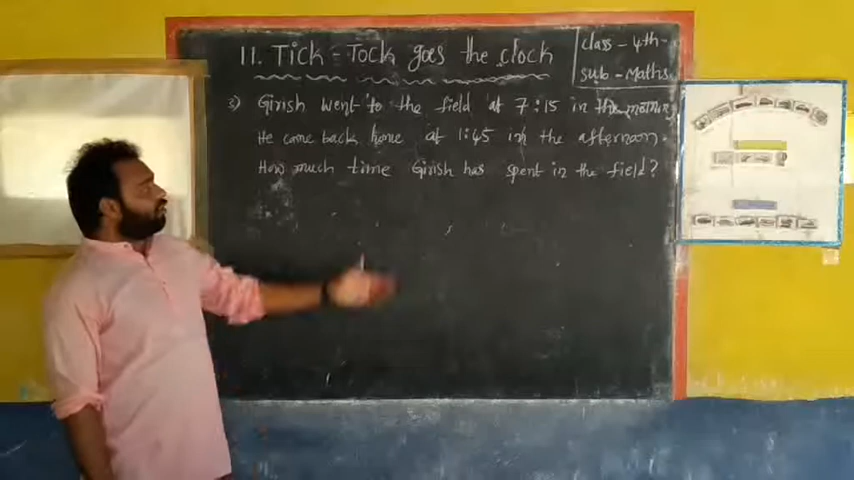 11. Tick - Tock goes the clock
class - 4th
sub - Maths
3) Girish went to the field at 7:15 in the morning
He came back home at 1:45 in the afternoon.
How much time Girish has spent in the field?